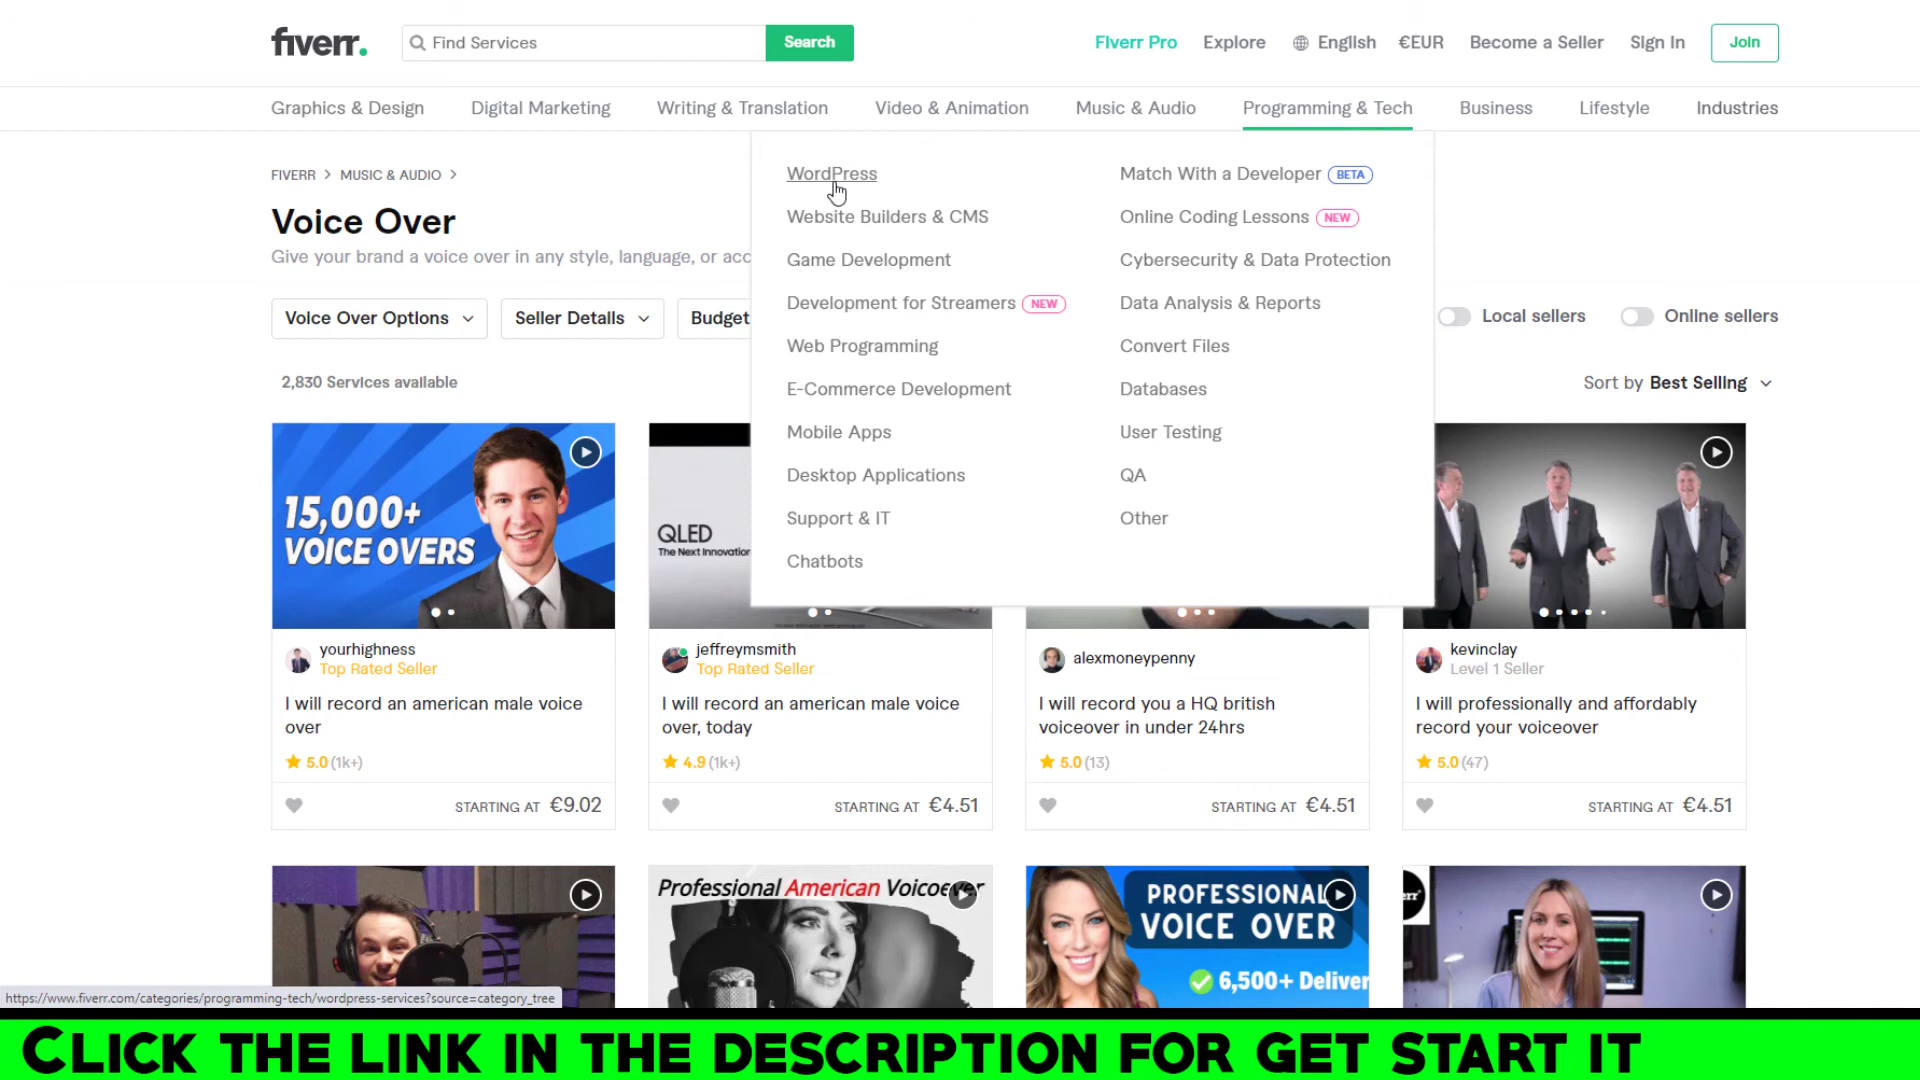 fiverr.
Find Services
Search
Fiverr Pro
Explore
English
€EUR
Become a Seller
Sign In
Join
Graphics & Design
Digital Marketing
Writing & Translation
Video & Animation
Music & Audio
Programming & Tech
Business
Lifestyle
Industries
FIVERR > MUSIC & AUDIO >
Voice Over
Give your brand a voice over in any style, language, or acc
WordPress
Website Builders & CMS
Game Development
Development for Streamers NEW
Web Programming
E-Commerce Development
Mobile Apps
Desktop Applications
Support & IT
Chatbots
Match With a Developer BETA
Online Coding Lessons NEW
Cybersecurity & Data Protection
Data Analysis & Reports
Convert Files
Databases
User Testing
QA
Other
Voice Over Options
Seller Details
Budget
Local sellers
Online sellers
2,830 Services available
Sort by Best Selling
15,000+
VOICE OVERS
yourhighness
Top Rated Seller
I will record an american male voice
over
5.0 (1k+)
STARTING AT €9.02
QLED
The Next Innovation
jeffreymsmith
Top Rated Seller
I will record an american male voice
over, today
4.9 (1k+)
STARTING AT €4.51
alexmoneypenny
I will record you a HQ british
voiceover in under 24hrs
5.0 (13)
STARTING AT €4.51
kevinclay
Level 1 Seller
I will professionally and affordably
record your voiceover
5.0 (47)
STARTING AT €4.51
Professional American Voiceover
PROFESSIONAL
VOICE OVER
6,500+ Deliver
https://www.fiverr.com/categories/programming-tech/wordpress-services?source=category_tree
CLICK THE LINK IN THE DESCRIPTION FOR GET START IT